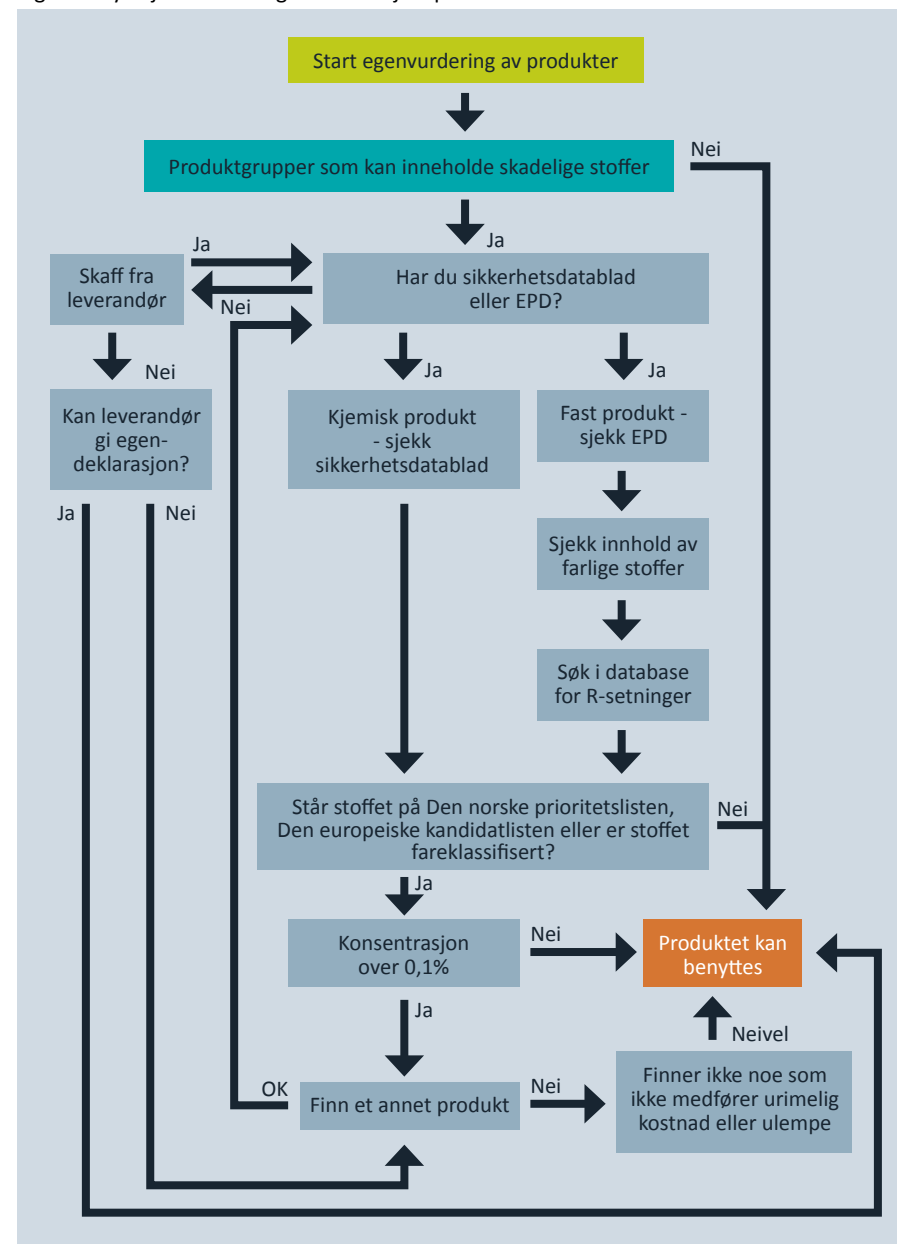 Start egenvurdering av produkter
Nei
Produktgrupper som kan inneholde skadelige stoffer
Ja
Ja
Skaff fra
leverandør
Har du sikkerhetsdatablad
eller EPD?
Nei
Nei
Ja
Ja
Kan leverandør
gi egen-
deklarasjon?
Kjemisk produkt
- sjekk
sikkerhetsdatablad
Fast produkt -
sjekk EPD
Ja
Nei
Sjekk innhold av
farlige stoffer
Søk i database
for R-setninger
Står stoffet på Den norske prioritetslisten,
Den europeiske kandidatlisten eller er stoffet
fareklassifisert?
Nei
Ja
Konsentrasjon
over 0,1%
Nei
Produktet kan
benyttes
Ja
Neivel
OK
Finn et annet produkt
Nei
Finner ikke noe som
ikke medfører urimelig
kostnad eller ulempe